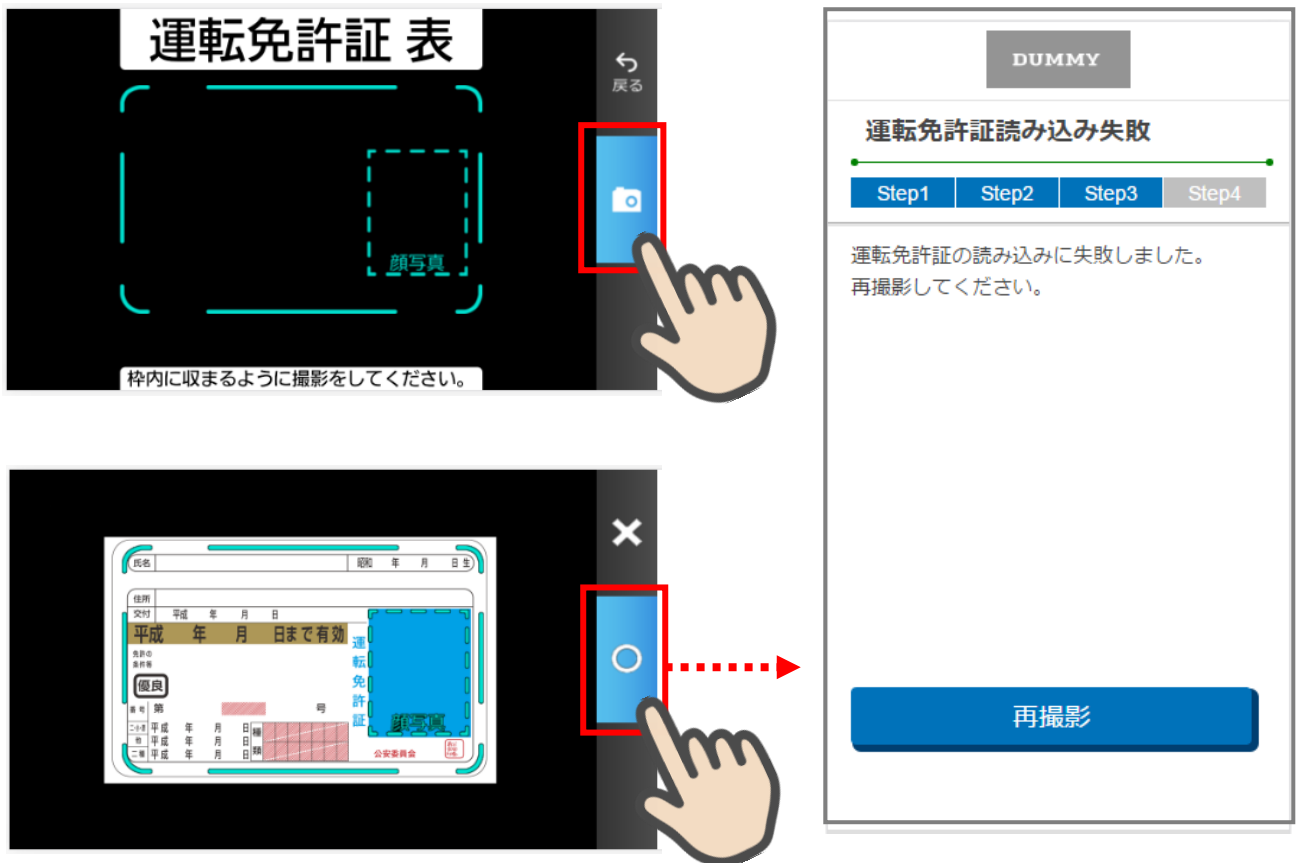 運転免許証 表
戻る
顔写真
枠内に収まるように撮影をしてください。
氏名
昭和 年 月 日生
住所
交付 平成 年 月 日
平成 年 月 日まで有効
免許の
条件等
優良
番号 第 号
二・小・原 平成 年 月 日
他 平成 年 月 日
二種 平成 年 月 日
種類
運転免許証
顔写真
公安委員会
DUMMY
運転免許証読み込み失敗
Step1 Step2 Step3 Step4
運転免許証の読み込みに失敗しました。
再撮影してください。
再撮影